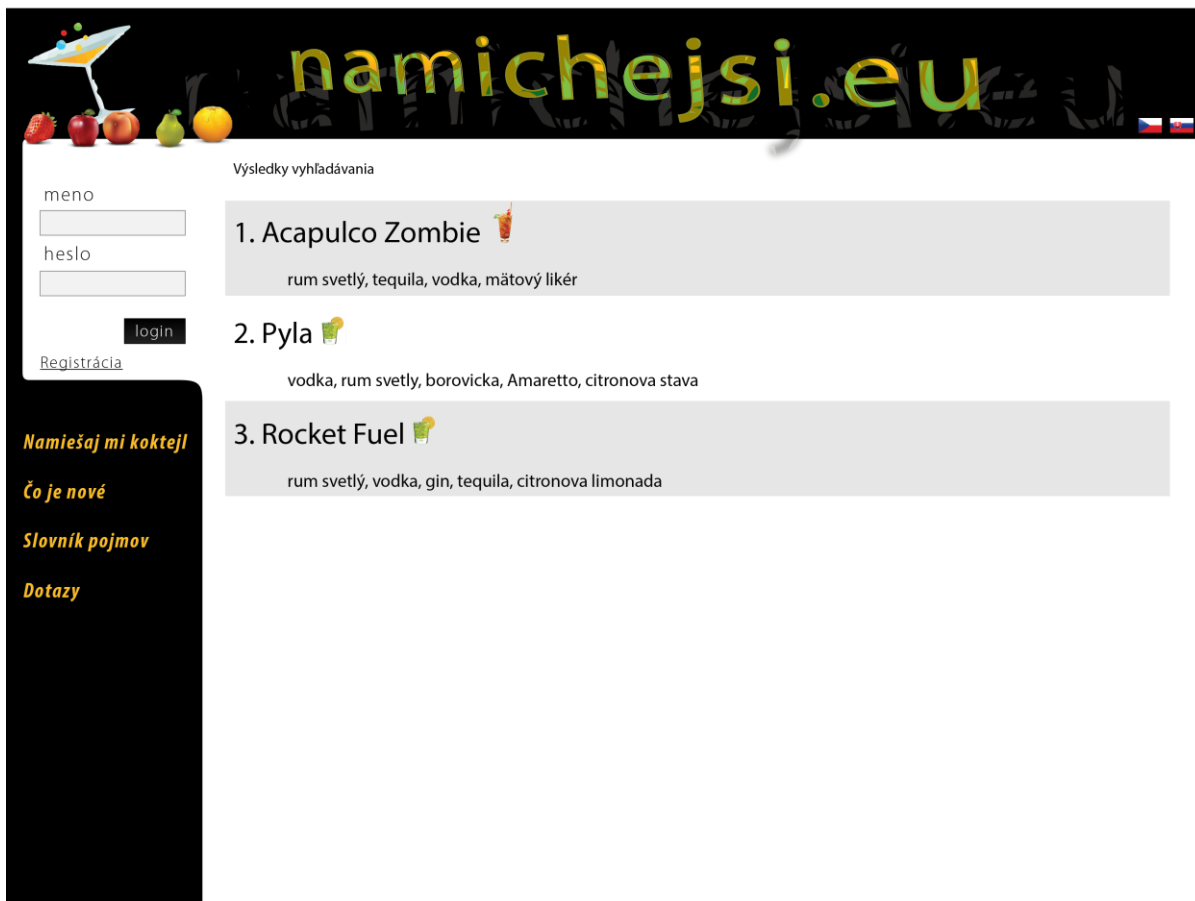 namichejsi.eu
Výsledky vyhľadávania
meno
heslo
login
Registrácia
Namiešaj mi koktejl
Čo je nové
Slovník pojmov
Dotazy
1. Acapulco Zombie
rum svetlý, tequila, vodka, mätový likér
2. Pyla
vodka, rum svetly, borovicka, Amaretto, citronova stava
3. Rocket Fuel
rum svetlý, vodka, gin, tequila, citronova limonada